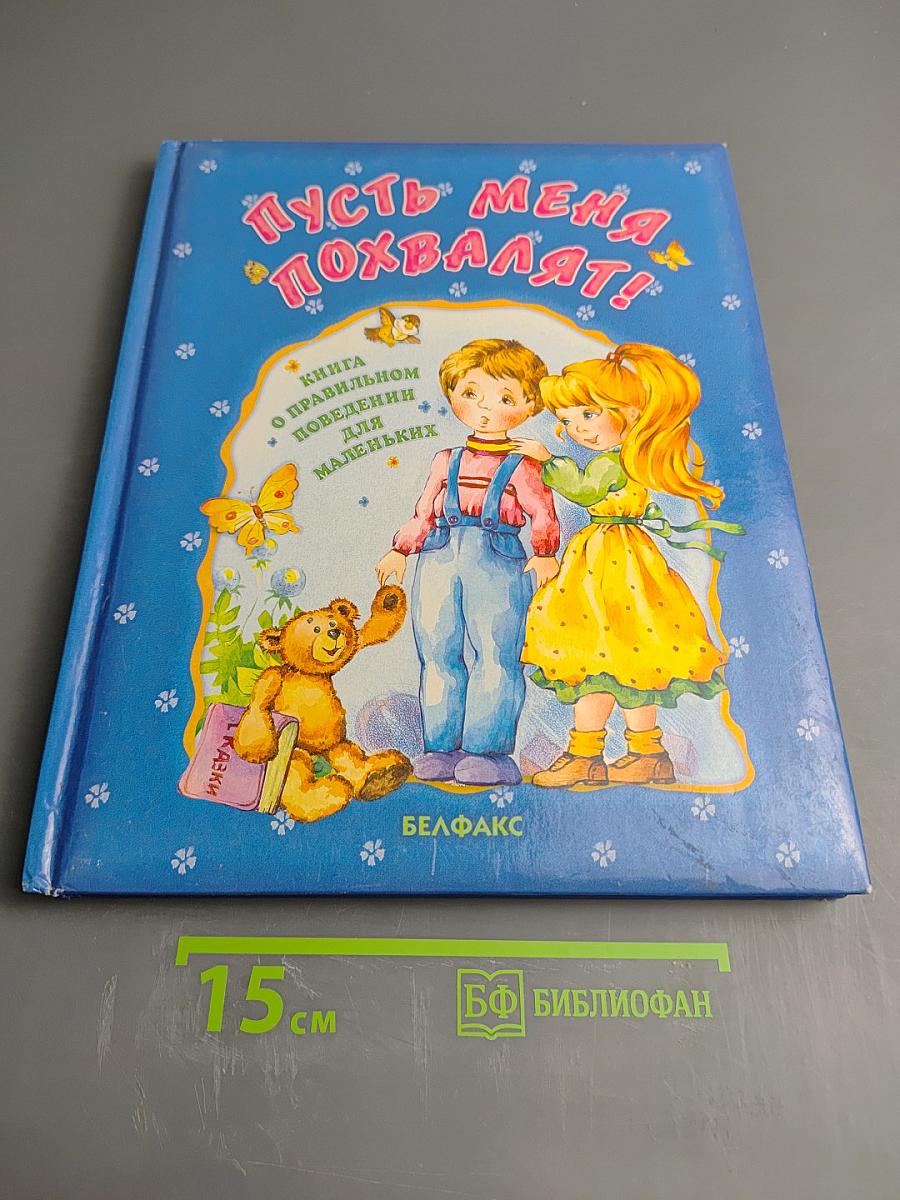 ПУСТЬ МЕНЯ
ПОХВАЛЯТ!
КНИГА
О ПРАВИЛЬНОМ
ПОВЕДЕНИИ
ДЛЯ
МАЛЕНЬКИХ
СКАЗКИ
БЕЛФАКС
15 см
БФ БИБЛИОФАН